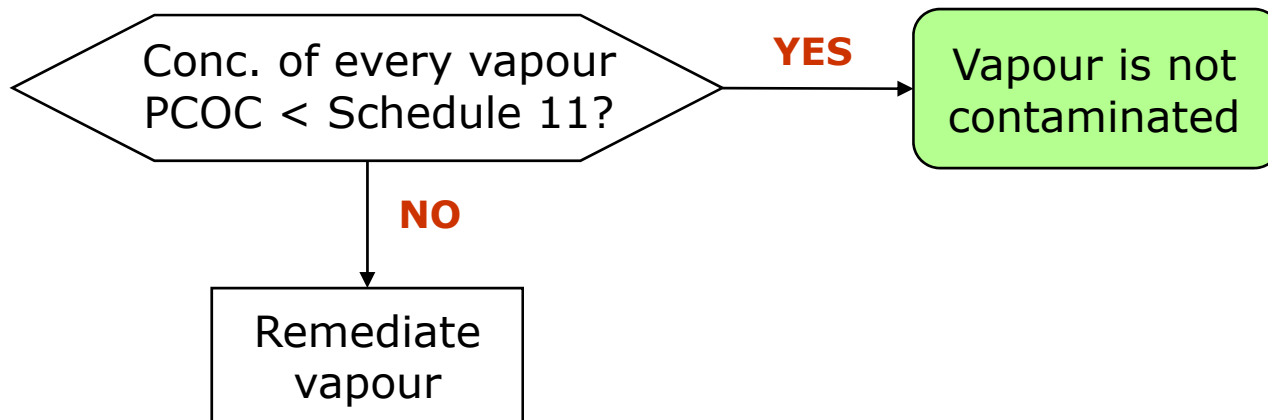 Conc. of every vapour
PCOC < Schedule 11?
YES
Vapour is not
contaminated
NO
Remediate
vapour